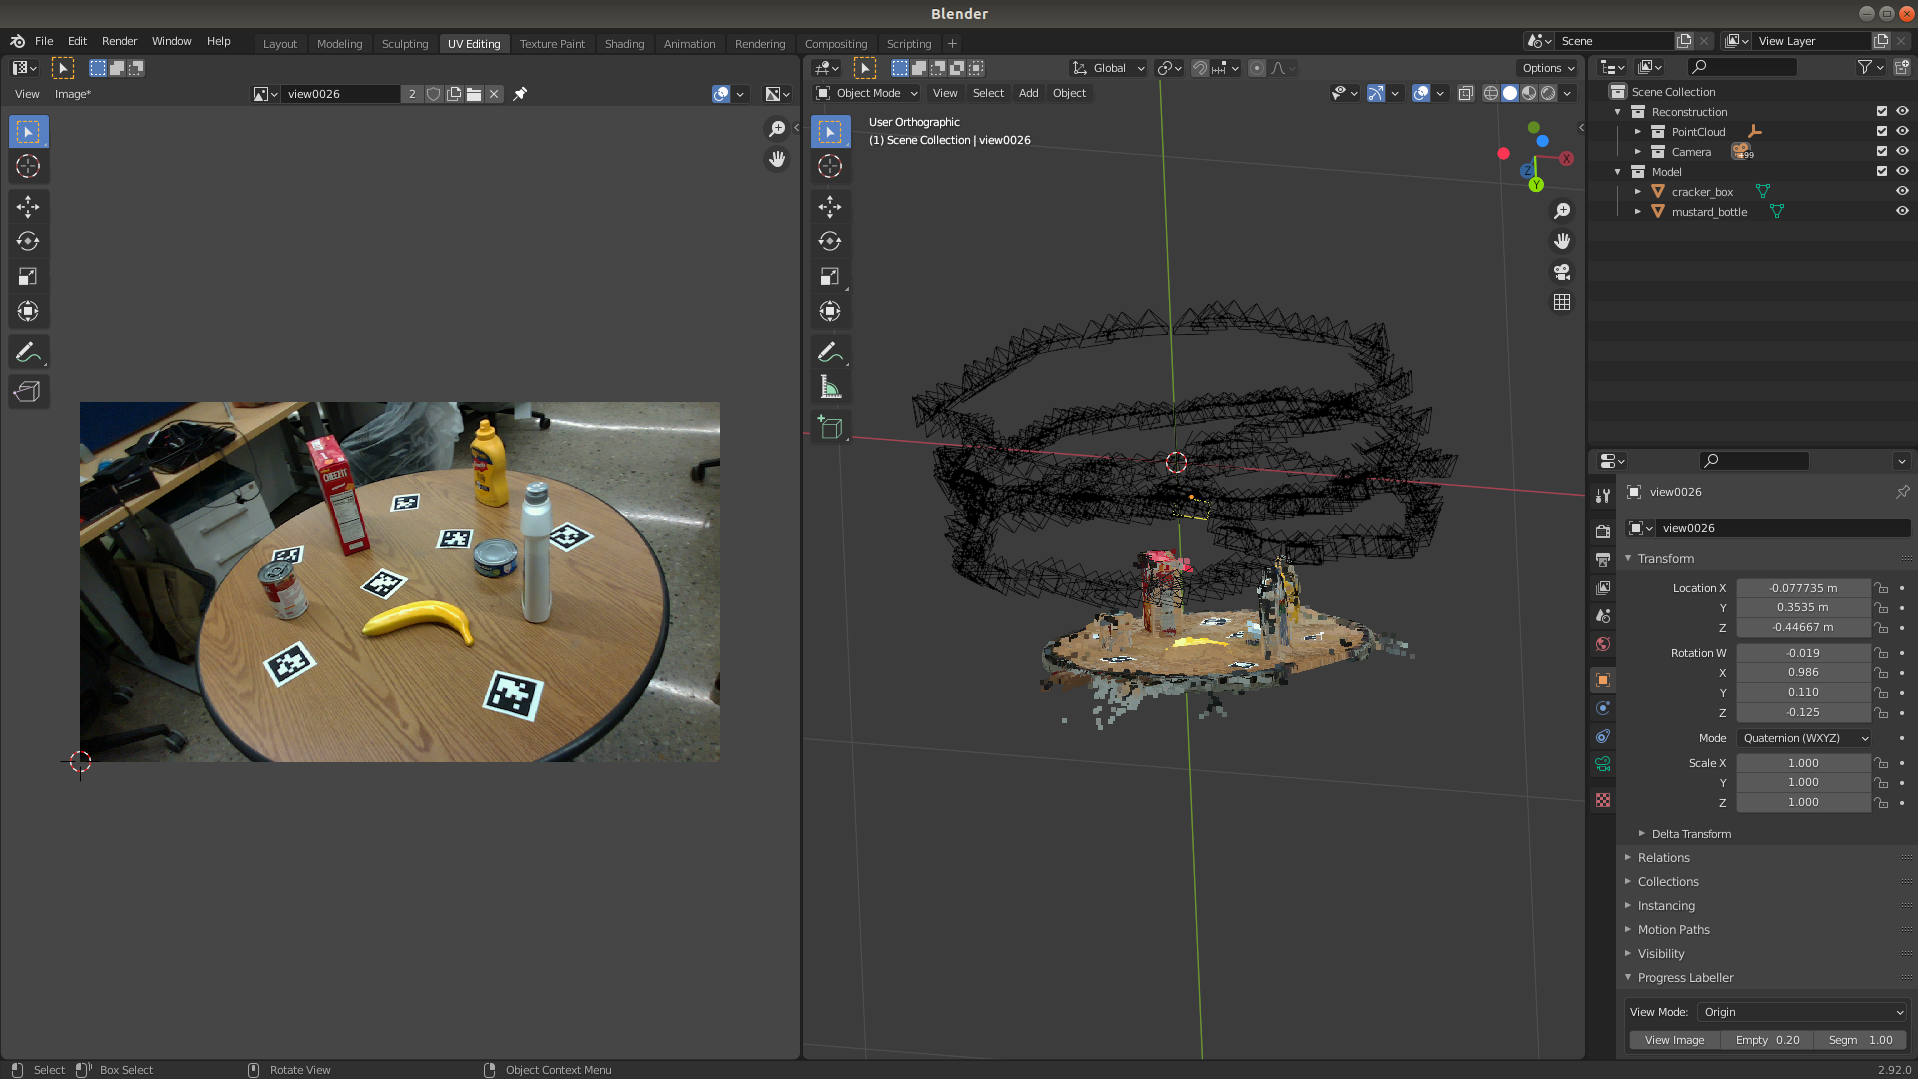 Blender
File Edit Render Window Help
Layout Modeling Sculpting UV Editing Texture Paint Shading Animation Rendering Compositing Scripting +
Scene
View Layer
Global
Options
View Image*
view0026 2
Object Mode View Select Add Object
User Orthographic
(1) Scene Collection | view0026
X
Y
Z
Scene Collection
Reconstruction
PointCloud
Camera
Model
cracker_box
mustard_bottle
view0026
view0026
Transform
Location X -0.077735 m
Y 0.3535 m
Z -0.44667 m
Rotation W -0.019
X 0.986
Y 0.110
Z -0.125
Mode Quaternion (WXYZ)
Scale X 1.000
Y 1.000
Z 1.000
Delta Transform
Relations
Collections
Instancing
Motion Paths
Visibility
Progress Labeller
View Mode: Origin
View Image Empty 0.20 Segm 1.00
CHEEZ-IT
Select Box Select Rotate View Object Context Menu
2.92.0